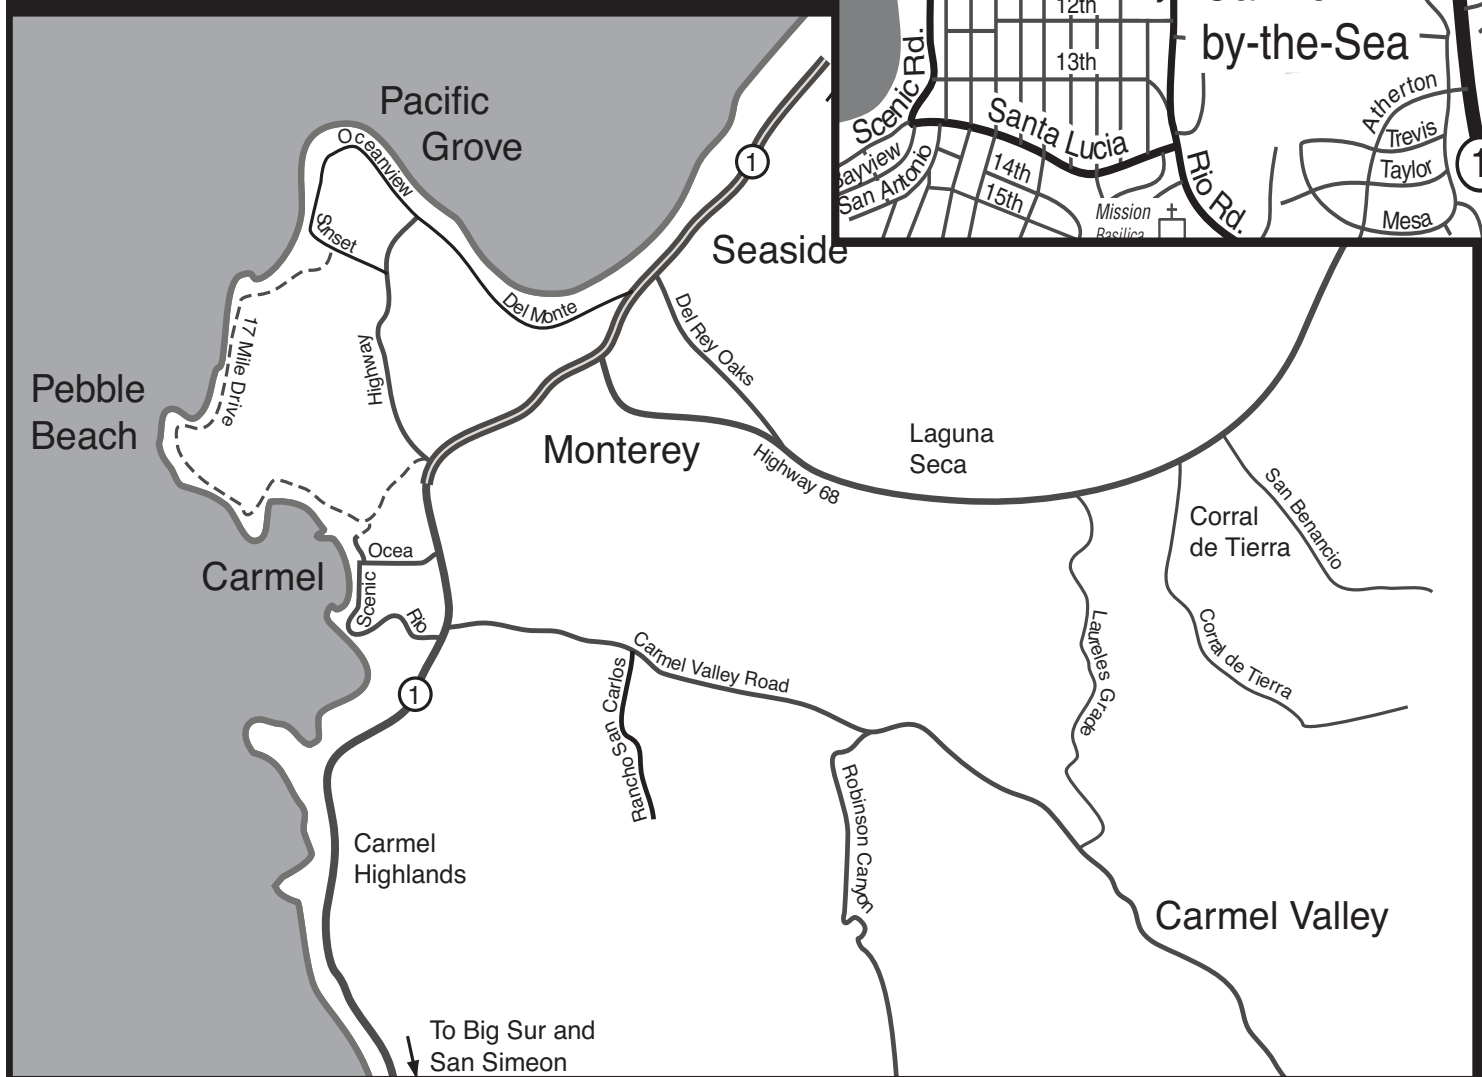 12th
by-the-Sea
13th
Scenic Rd.
Santa Lucia
Atherton
Trevis
Taylor
Mesa
1
Bayview
San Antonio
14th
15th
Mission
Basilica
Rio Rd.
Pacific
Grove
Oceanview
Sunset
1
Seaside
Del Monte
Del Rey Oaks
17 Mile Drive
Highway
Pebble
Beach
Monterey
Highway 68
Laguna
Seca
San Benancio
Corral
de Tierra
Carmel
Ocea
Scenic
Rio
Carmel Valley Road
Rancho San Carlos
Laureles Grade
Corral de Tierra
1
Robinson Canyon
Carmel
Highlands
Carmel Valley
To Big Sur and
San Simeon